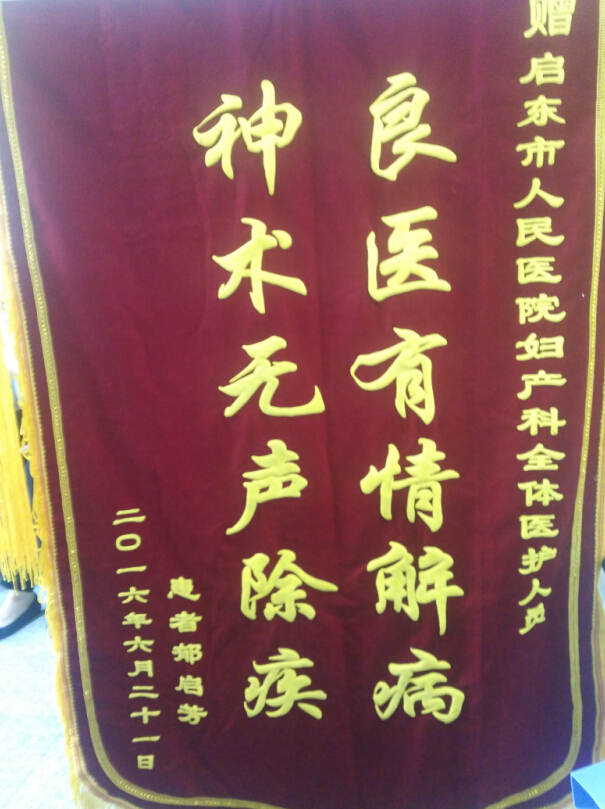 赠启东市人民医院妇产科全体医护人员
良医有情解病
神术无声除疾
患者郁启芳
二〇一六年六月二十一日